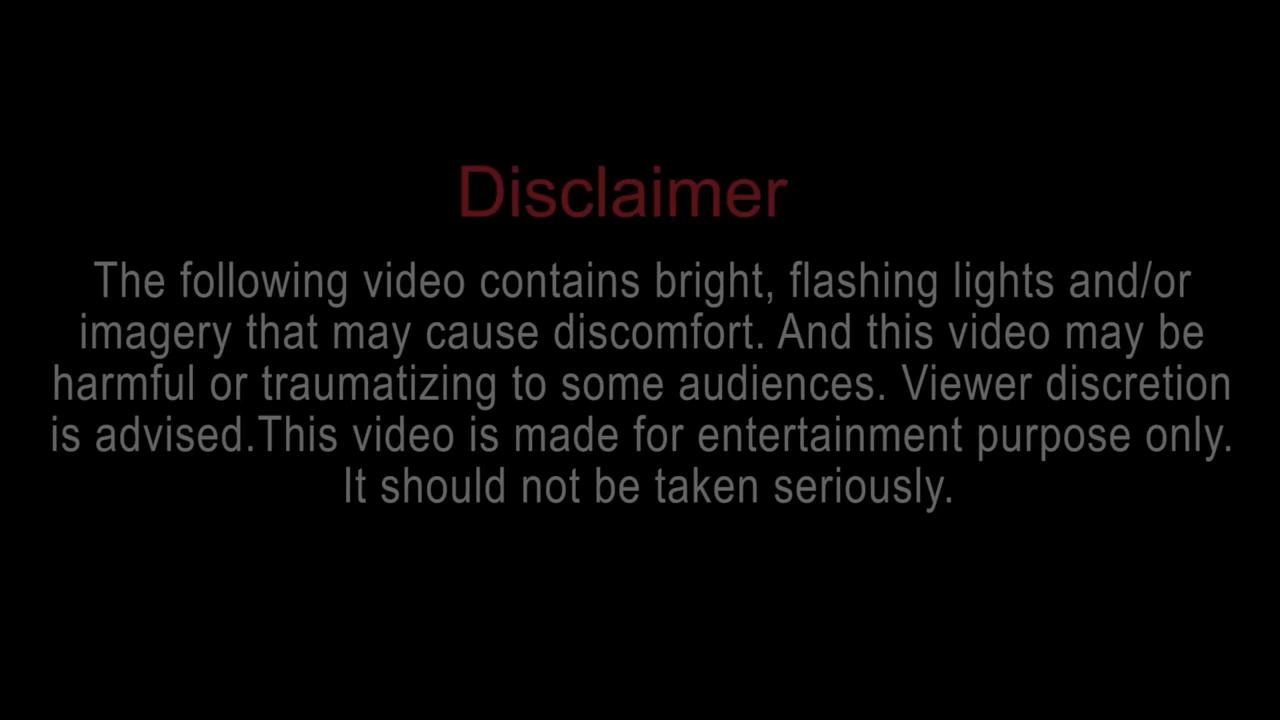 Disclaimer
The following video contains bright, flashing lights and/or
imagery that may cause discomfort. And this video may be
harmful or traumatizing to some audiences. Viewer discretion
is advised.This video is made for entertainment purpose only.
It should not be taken seriously.